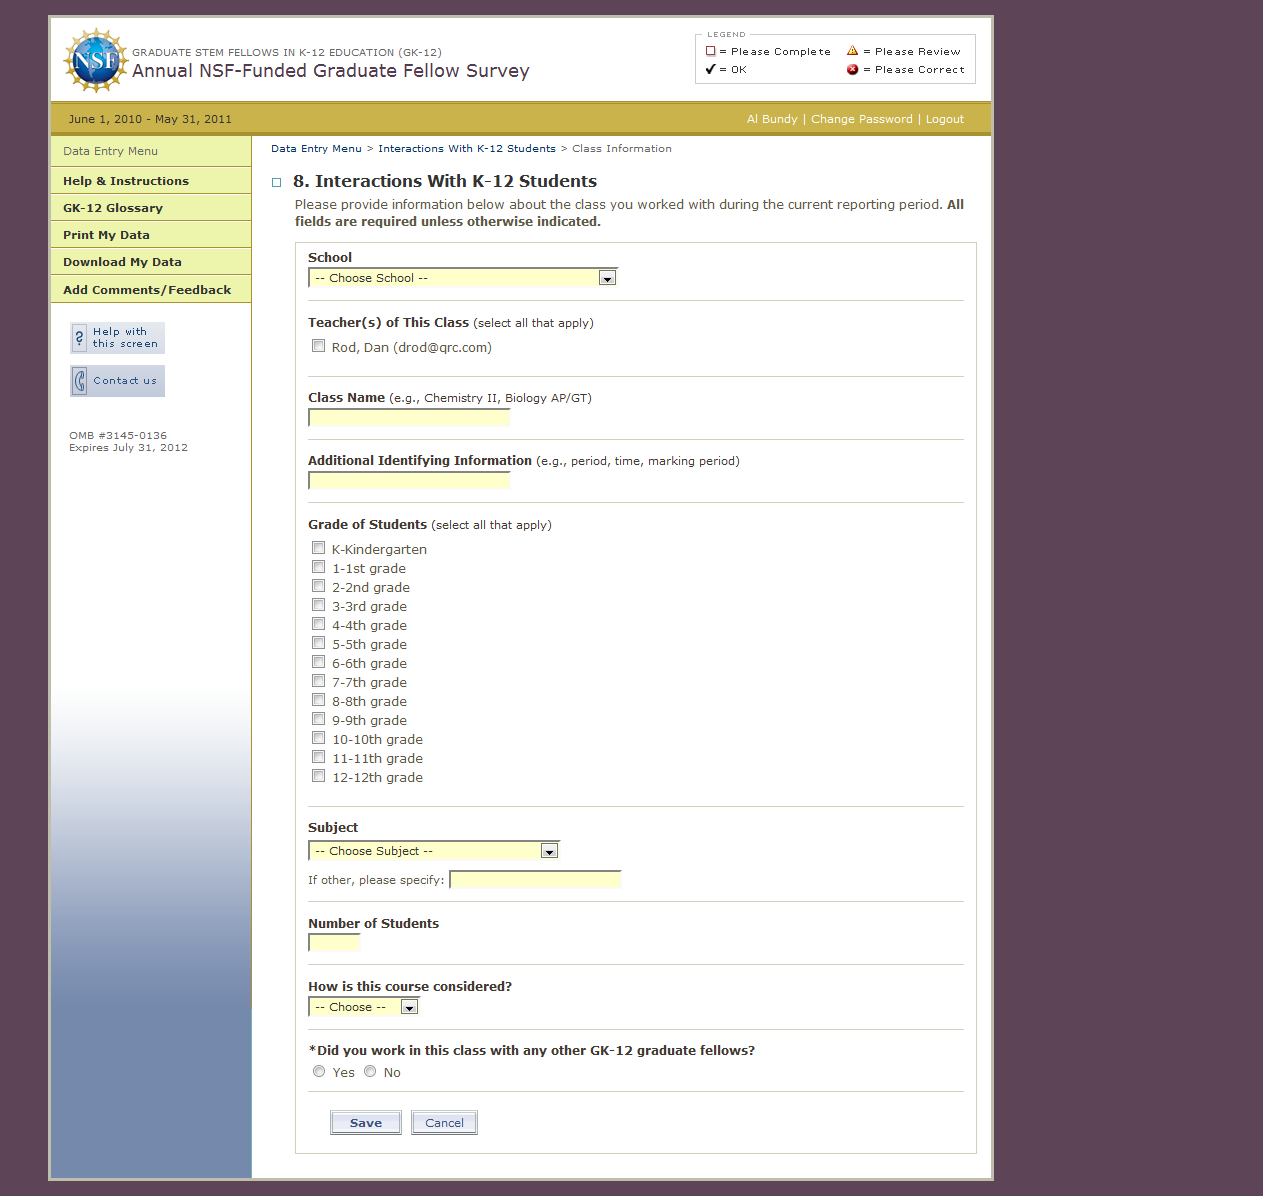 NSF
GRADUATE STEM FELLOWS IN K-12 EDUCATION (GK-12)
Annual NSF-Funded Graduate Fellow Survey
LEGEND
= Please Complete
= Please Review
= OK
= Please Correct
June 1, 2010 - May 31, 2011
Al Bundy | Change Password | Logout
Data Entry Menu
Help & Instructions
GK-12 Glossary
Print My Data
Download My Data
Add Comments/Feedback
? Help with
this screen
Contact us
OMB #3145-0136
Expires July 31, 2012
Data Entry Menu > Interactions With K-12 Students > Class Information
8. Interactions With K-12 Students
Please provide information below about the class you worked with during the current reporting period. All
fields are required unless otherwise indicated.
School
-- Choose School --
Teacher(s) of This Class (select all that apply)
Rod, Dan (drod@qrc.com)
Class Name (e.g., Chemistry II, Biology AP/GT)
Additional Identifying Information (e.g., period, time, marking period)
Grade of Students (select all that apply)
K-Kindergarten
1-1st grade
2-2nd grade
3-3rd grade
4-4th grade
5-5th grade
6-6th grade
7-7th grade
8-8th grade
9-9th grade
10-10th grade
11-11th grade
12-12th grade
Subject
-- Choose Subject --
If other, please specify:
Number of Students
How is this course considered?
-- Choose --
*Did you work in this class with any other GK-12 graduate fellows?
Yes No
Save Cancel